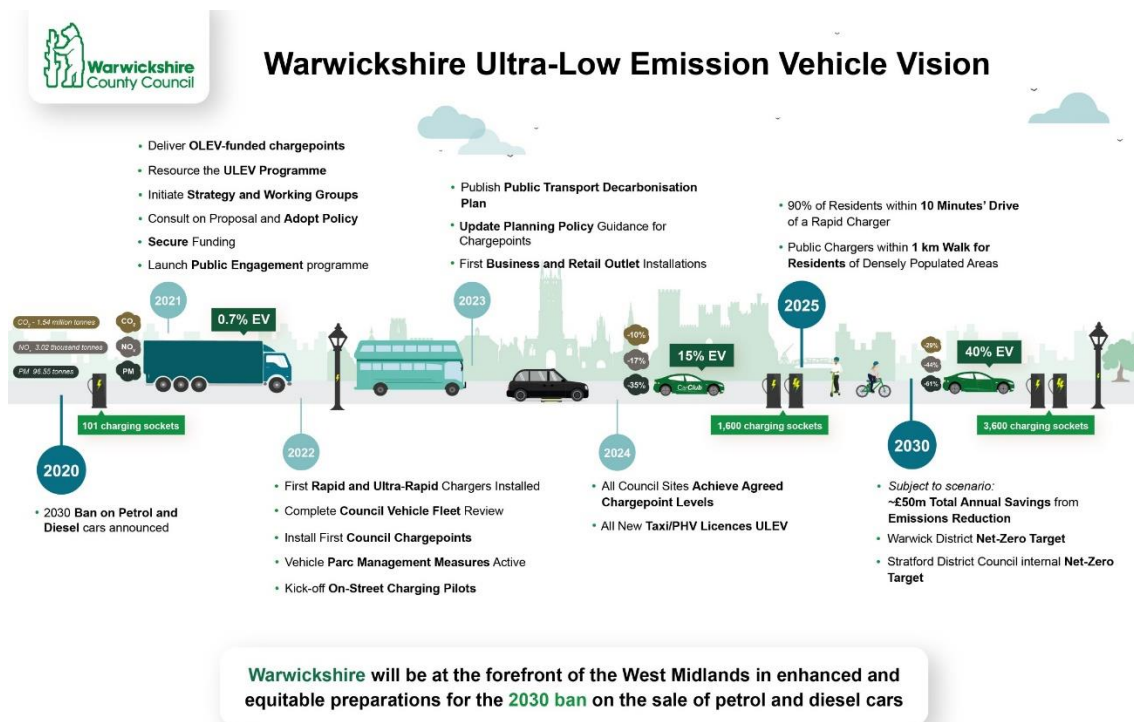 Warwickshire
County Council
Warwickshire Ultra-Low Emission Vehicle Vision
• Deliver OLEV-funded chargepoints
• Resource the ULEV Programme
• Initiate Strategy and Working Groups
• Consult on Proposal and Adopt Policy
• Secure Funding
• Launch Public Engagement programme
2021
• Publish Public Transport Decarbonisation
Plan
• Update Planning Policy Guidance for
Chargepoints
• First Business and Retail Outlet Installations
2023
• 90% of Residents within 10 Minutes' Drive
of a Rapid Charger
• Public Chargers within 1 km Walk for
Residents of Densely Populated Areas
2025
CO₂ - 1.54 million tonnes
CO₂
NOₓ 3.02 thousand tonnes
NOₓ
PM 96.55 tonnes
PM
0.7% EV
101 charging sockets
-10%
-17%
-35%
15% EV
CarClub
1,600 charging sockets
-29%
-44%
-61%
40% EV
3,600 charging sockets
2020
• 2030 Ban on Petrol and
Diesel cars announced
2022
• First Rapid and Ultra-Rapid Chargers Installed
• Complete Council Vehicle Fleet Review
• Install First Council Chargepoints
• Vehicle Parc Management Measures Active
• Kick-off On-Street Charging Pilots
2024
• All Council Sites Achieve Agreed
Chargepoint Levels
• All New Taxi/PHV Licences ULEV
2030
• Subject to scenario:
~£50m Total Annual Savings from
Emissions Reduction
• Warwick District Net-Zero Target
• Stratford District Council internal Net-Zero
Target
Warwickshire will be at the forefront of the West Midlands in enhanced and
equitable preparations for the 2030 ban on the sale of petrol and diesel cars